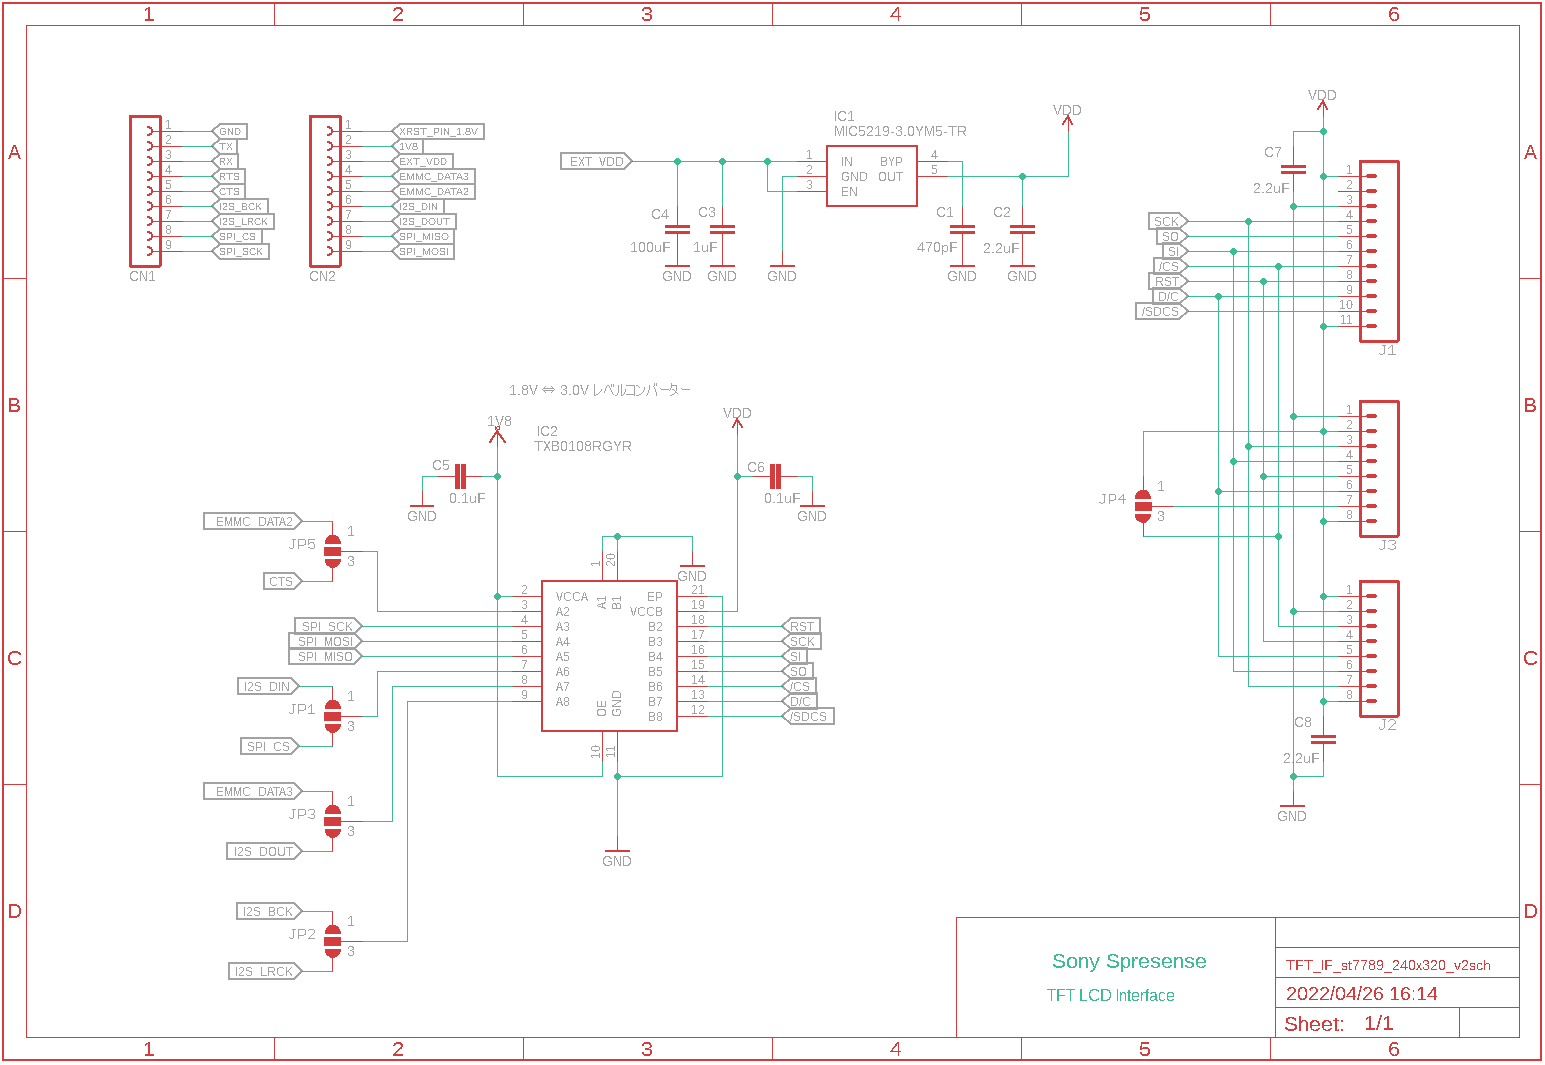 1 2 3 4 5 6
A A
B B
C C
D D
1 GND
2 TX
3 RX
4 RTS
5 CTS
6 I2S_BCK
7 I2S_LRCK
8 SPI_CS
9 SPI_SCK
CN1
1 XRST_PIN_1.8V
2 1V8
3 EXT_VDD
4 EMMC_DATA3
5 EMMC_DATA2
6 I2S_DIN
7 I2S_DOUT
8 SPI_MISO
9 SPI_MOSI
CN2
IC1
MIC5219-3.0YM5-TR
VDD
EXT_VDD
1 IN BYP 4
2 GND OUT 5
3 EN
C4
100uF
C3
1uF
C1
470pF
C2
2.2uF
GND GND GND GND GND
VDD
C7
2.2uF
1
2
3
SCK 4
SO 5
SI 6
/CS 7
RST 8
D/C 9
/SDCS 10
11
J1
1
2
3
4
5
6
7
8
J3
JP4
1
3
1
2
3
4
5
6
7
8
J2
C8
2.2uF
GND
1.8V ⇔ 3.0V レベルコンバーター
1V8
IC2
TXB0108RGYR
VDD
C5
0.1uF
GND
C6
0.1uF
GND
1 20
GND
2 VCCA A1 B1 EP 21
3 A2 VCCB 19
4 A3 B2 18
5 A4 B3 17
6 A5 B4 16
7 A6 B5 15
8 A7 B6 14
9 A8 B7 13
OE GND B8 12
10 11
GND
RST
SCK
SI
SO
/CS
D/C
/SDCS
EMMC_DATA2
JP5
1
3
CTS
SPI_SCK
SPI_MOSI
SPI_MISO
I2S_DIN
JP1
1
3
SPI_CS
EMMC_DATA3
JP3
1
3
I2S_DOUT
I2S_BCK
JP2
1
3
I2S_LRCK
Sony Spresense
TFT LCD Interface
TFT_IF_st7789_240x320_v2sch
2022/04/26 16:14
Sheet: 1/1
1 2 3 4 5 6